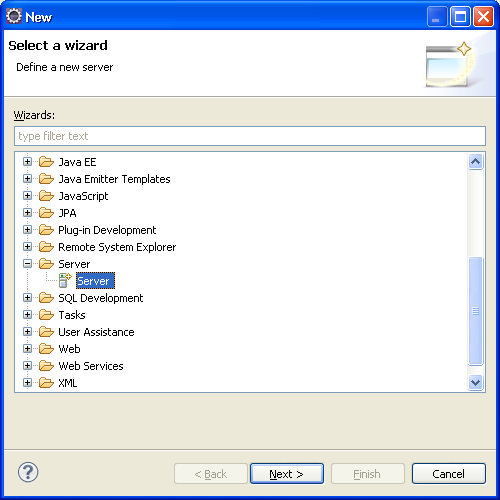 New
Select a wizard
Define a new server
Wizards:
type filter text
Java EE
Java Emitter Templates
JavaScript
JPA
Plug-in Development
Remote System Explorer
Server
Server
SQL Development
Tasks
User Assistance
Web
Web Services
XML
? < Back Next > Finish Cancel